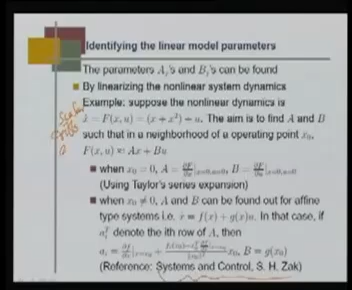 Identifying the linear model parameters
The parameters A_i's and B_i's can be found
By linearizing the nonlinear system dynamics
Example: suppose the nonlinear dynamics is
ẋ = F(x, u) = (x + x²) + u. The aim is to find A and B
such that in a neighborhood of a operating point x₀,
F(x, u) ≈ Ax + Bu
when x₀ = 0, A = ∂F/∂x|x=0,u=0, B = ∂F/∂u|x=0,u=0
(Using Taylor's series expansion)
when x₀ ≠ 0, A and B can be found out for affine
type systems i.e. ẋ = f(x) + g(x)u. In that case, if
a_i^T denote the ith row of A, then
B = g(x₀)
(Reference: Systems and Control, S. H. Zak)